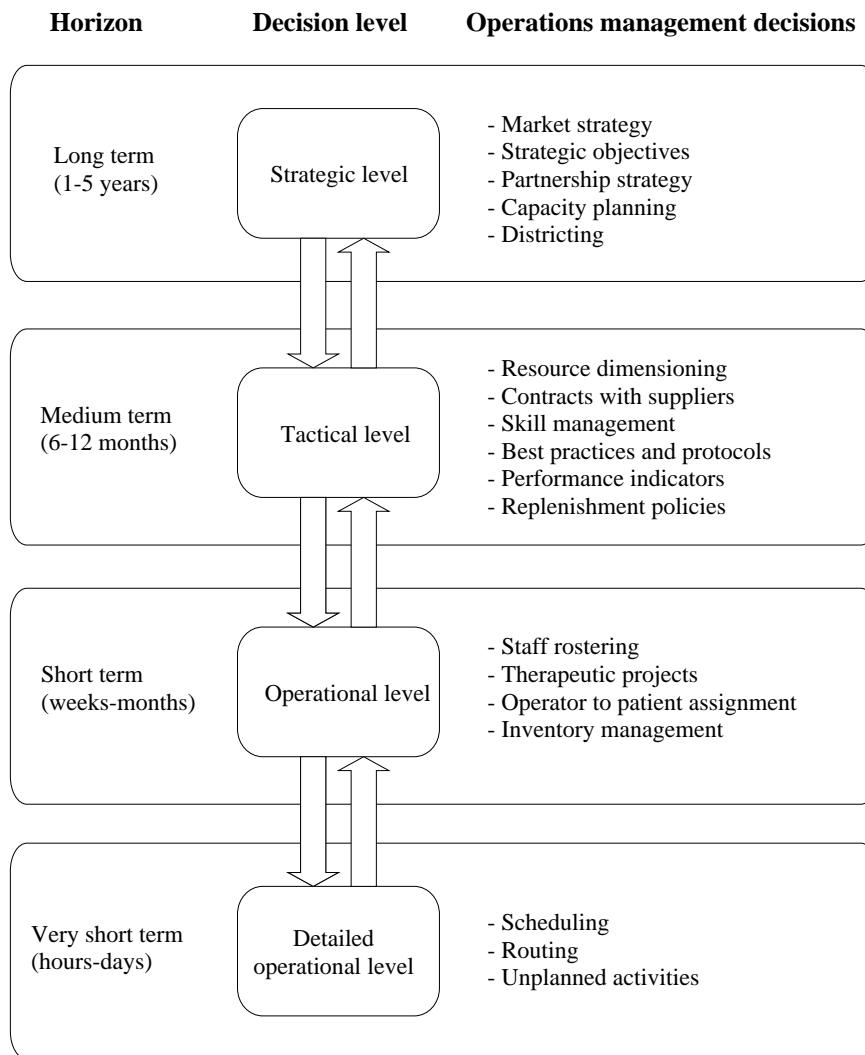 Horizon Decision level Operations management decisions
Long term
(1-5 years)
Strategic level
- Market strategy
- Strategic objectives
- Partnership strategy
- Capacity planning
- Districting
Medium term
(6-12 months)
Tactical level
- Resource dimensioning
- Contracts with suppliers
- Skill management
- Best practices and protocols
- Performance indicators
- Replenishment policies
Short term
(weeks-months)
Operational level
- Staff rostering
- Therapeutic projects
- Operator to patient assignment
- Inventory management
Very short term
(hours-days)
Detailed
operational level
- Scheduling
- Routing
- Unplanned activities